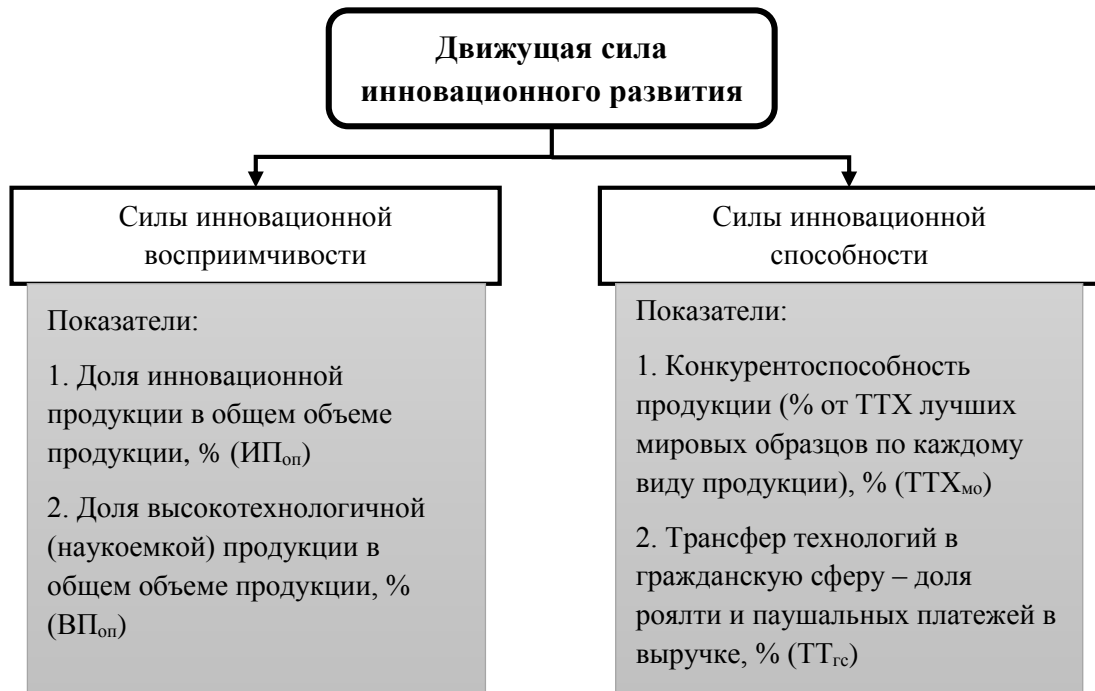 Движущая сила
инновационного развития
Силы инновационной
восприимчивости
Показатели:
1. Доля инновационной
продукции в общем объеме
продукции, % (ИПоп)
2. Доля высокотехнологичной
(наукоемкой) продукции в
общем объеме продукции, %
(ВПоп)
Силы инновационной
способности
Показатели:
1. Конкурентоспособность
продукции (% от ТТХ лучших
мировых образцов по каждому
виду продукции), % (ТТХмо)
2. Трансфер технологий в
гражданскую сферу – доля
роялти и паушальных платежей в
выручке, % (ТТгс)